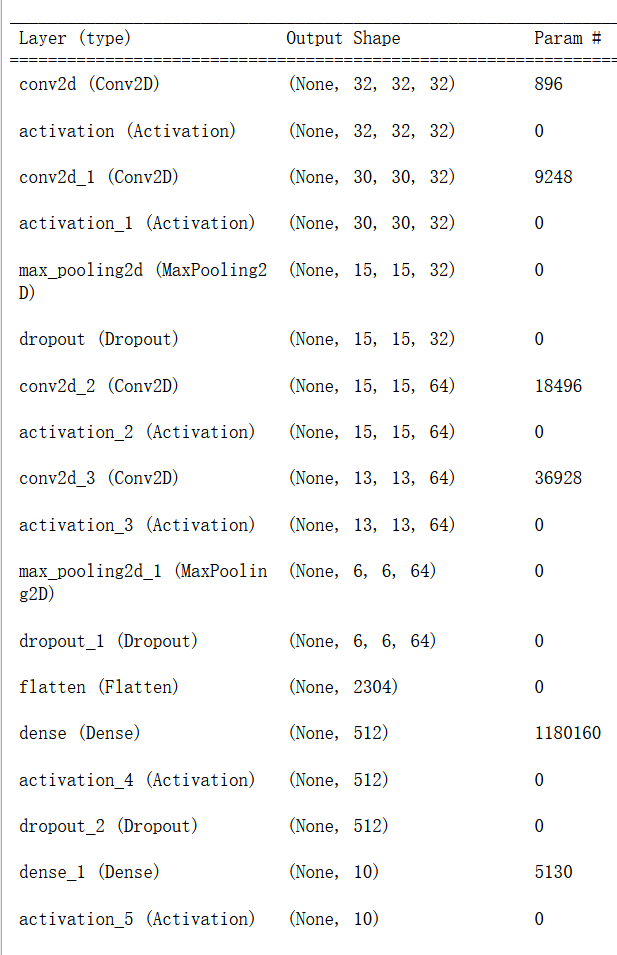 Layer (type) Output Shape Param #
conv2d (Conv2D) (None, 32, 32, 32) 896
activation (Activation) (None, 32, 32, 32) 0
conv2d_1 (Conv2D) (None, 30, 30, 32) 9248
activation_1 (Activation) (None, 30, 30, 32) 0
max_pooling2d (MaxPooling2 (None, 15, 15, 32) 0
D)
dropout (Dropout) (None, 15, 15, 32) 0
conv2d_2 (Conv2D) (None, 15, 15, 64) 18496
activation_2 (Activation) (None, 15, 15, 64) 0
conv2d_3 (Conv2D) (None, 13, 13, 64) 36928
activation_3 (Activation) (None, 13, 13, 64) 0
max_pooling2d_1 (MaxPoolin (None, 6, 6, 64) 0
g2D)
dropout_1 (Dropout) (None, 6, 6, 64) 0
flatten (Flatten) (None, 2304) 0
dense (Dense) (None, 512) 1180160
activation_4 (Activation) (None, 512) 0
dropout_2 (Dropout) (None, 512) 0
dense_1 (Dense) (None, 10) 5130
activation_5 (Activation) (None, 10) 0